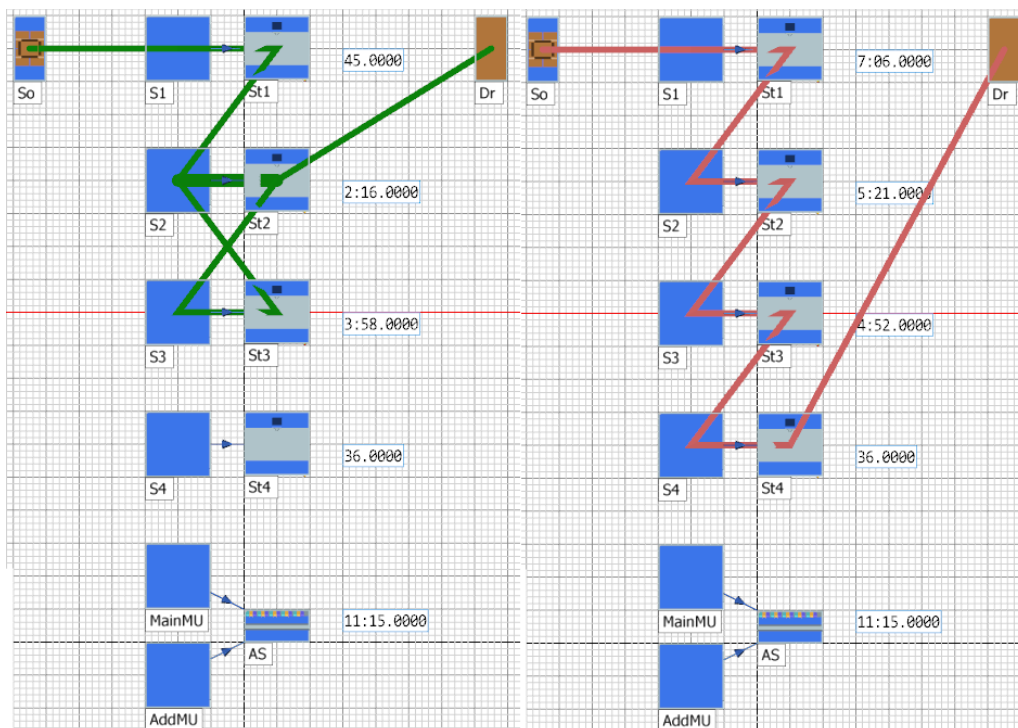 45.0000
So
S1
St1
Dr
2:16.0000
S2
St2
3:58.0000
S3
St3
36.0000
S4
St4
MainMU
11:15.0000
AS
AddMU
7:06.0000
So
S1
St1
Dr
5:21.0000
S2
St2
4:52.0000
S3
St3
36.0000
S4
St4
MainMU
11:15.0000
AS
AddMU